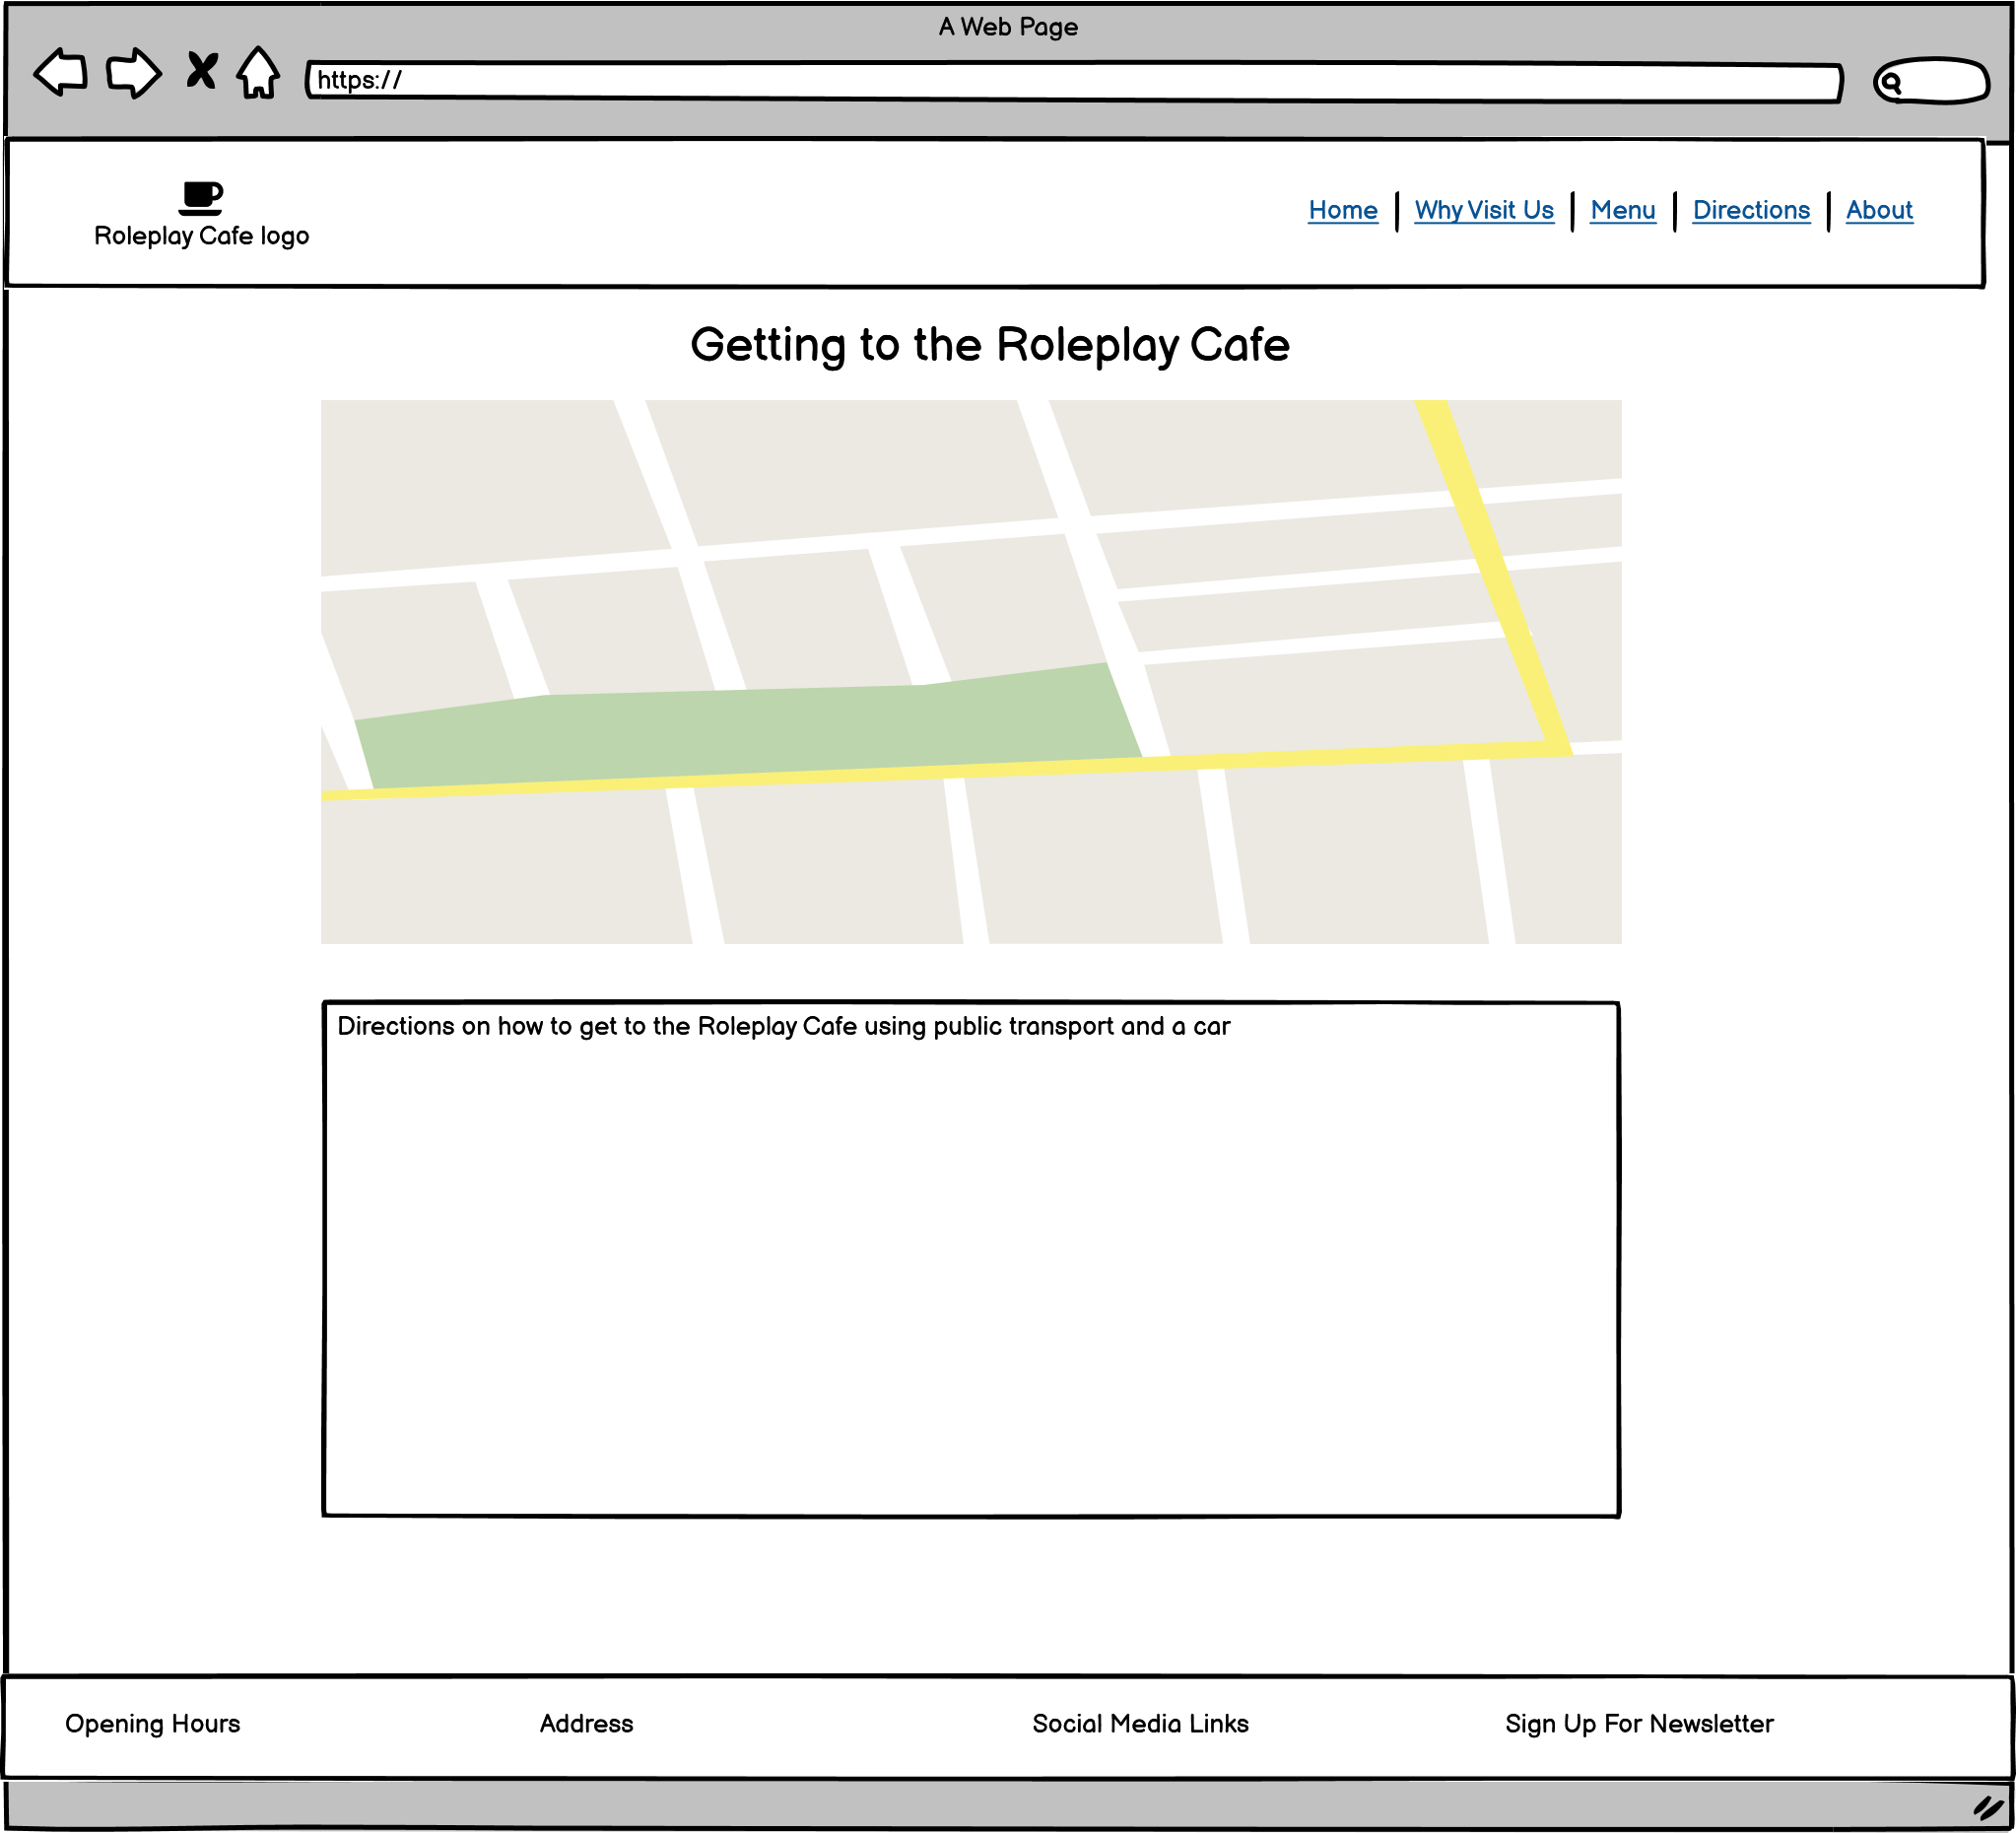 A Web Page
https://
Roleplay Cafe logo
Home | Why Visit Us | Menu | Directions | About
Getting to the Roleplay Cafe
Directions on how to get to the Roleplay Cafe using public transport and a car
Opening Hours
Address
Social Media Links
Sign Up For Newsletter